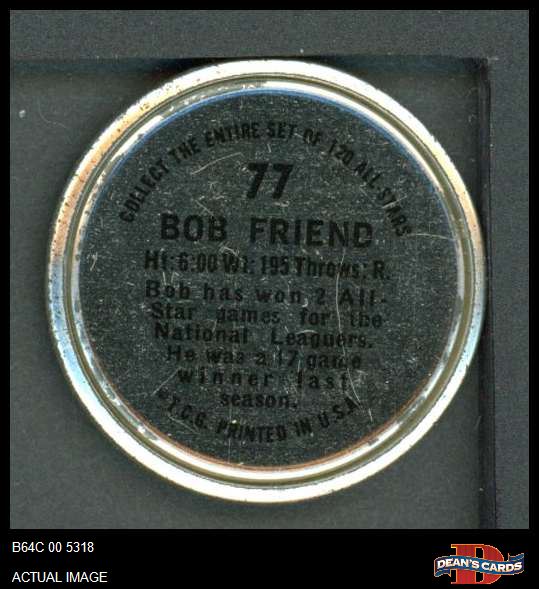 COLLECT THE ENTIRE SET OF 120 ALL-STARS
77
BOB FRIEND
Ht: 6:00 Wt: 195 Throws: R.
Bob has won 2 All-
Star games for the
National Leaguers.
He was a 17 game
winner last
season.
© T.C.G. PRINTED IN U.S.A.
B64C 00 5318
ACTUAL IMAGE
B
DEAN'S CARDS